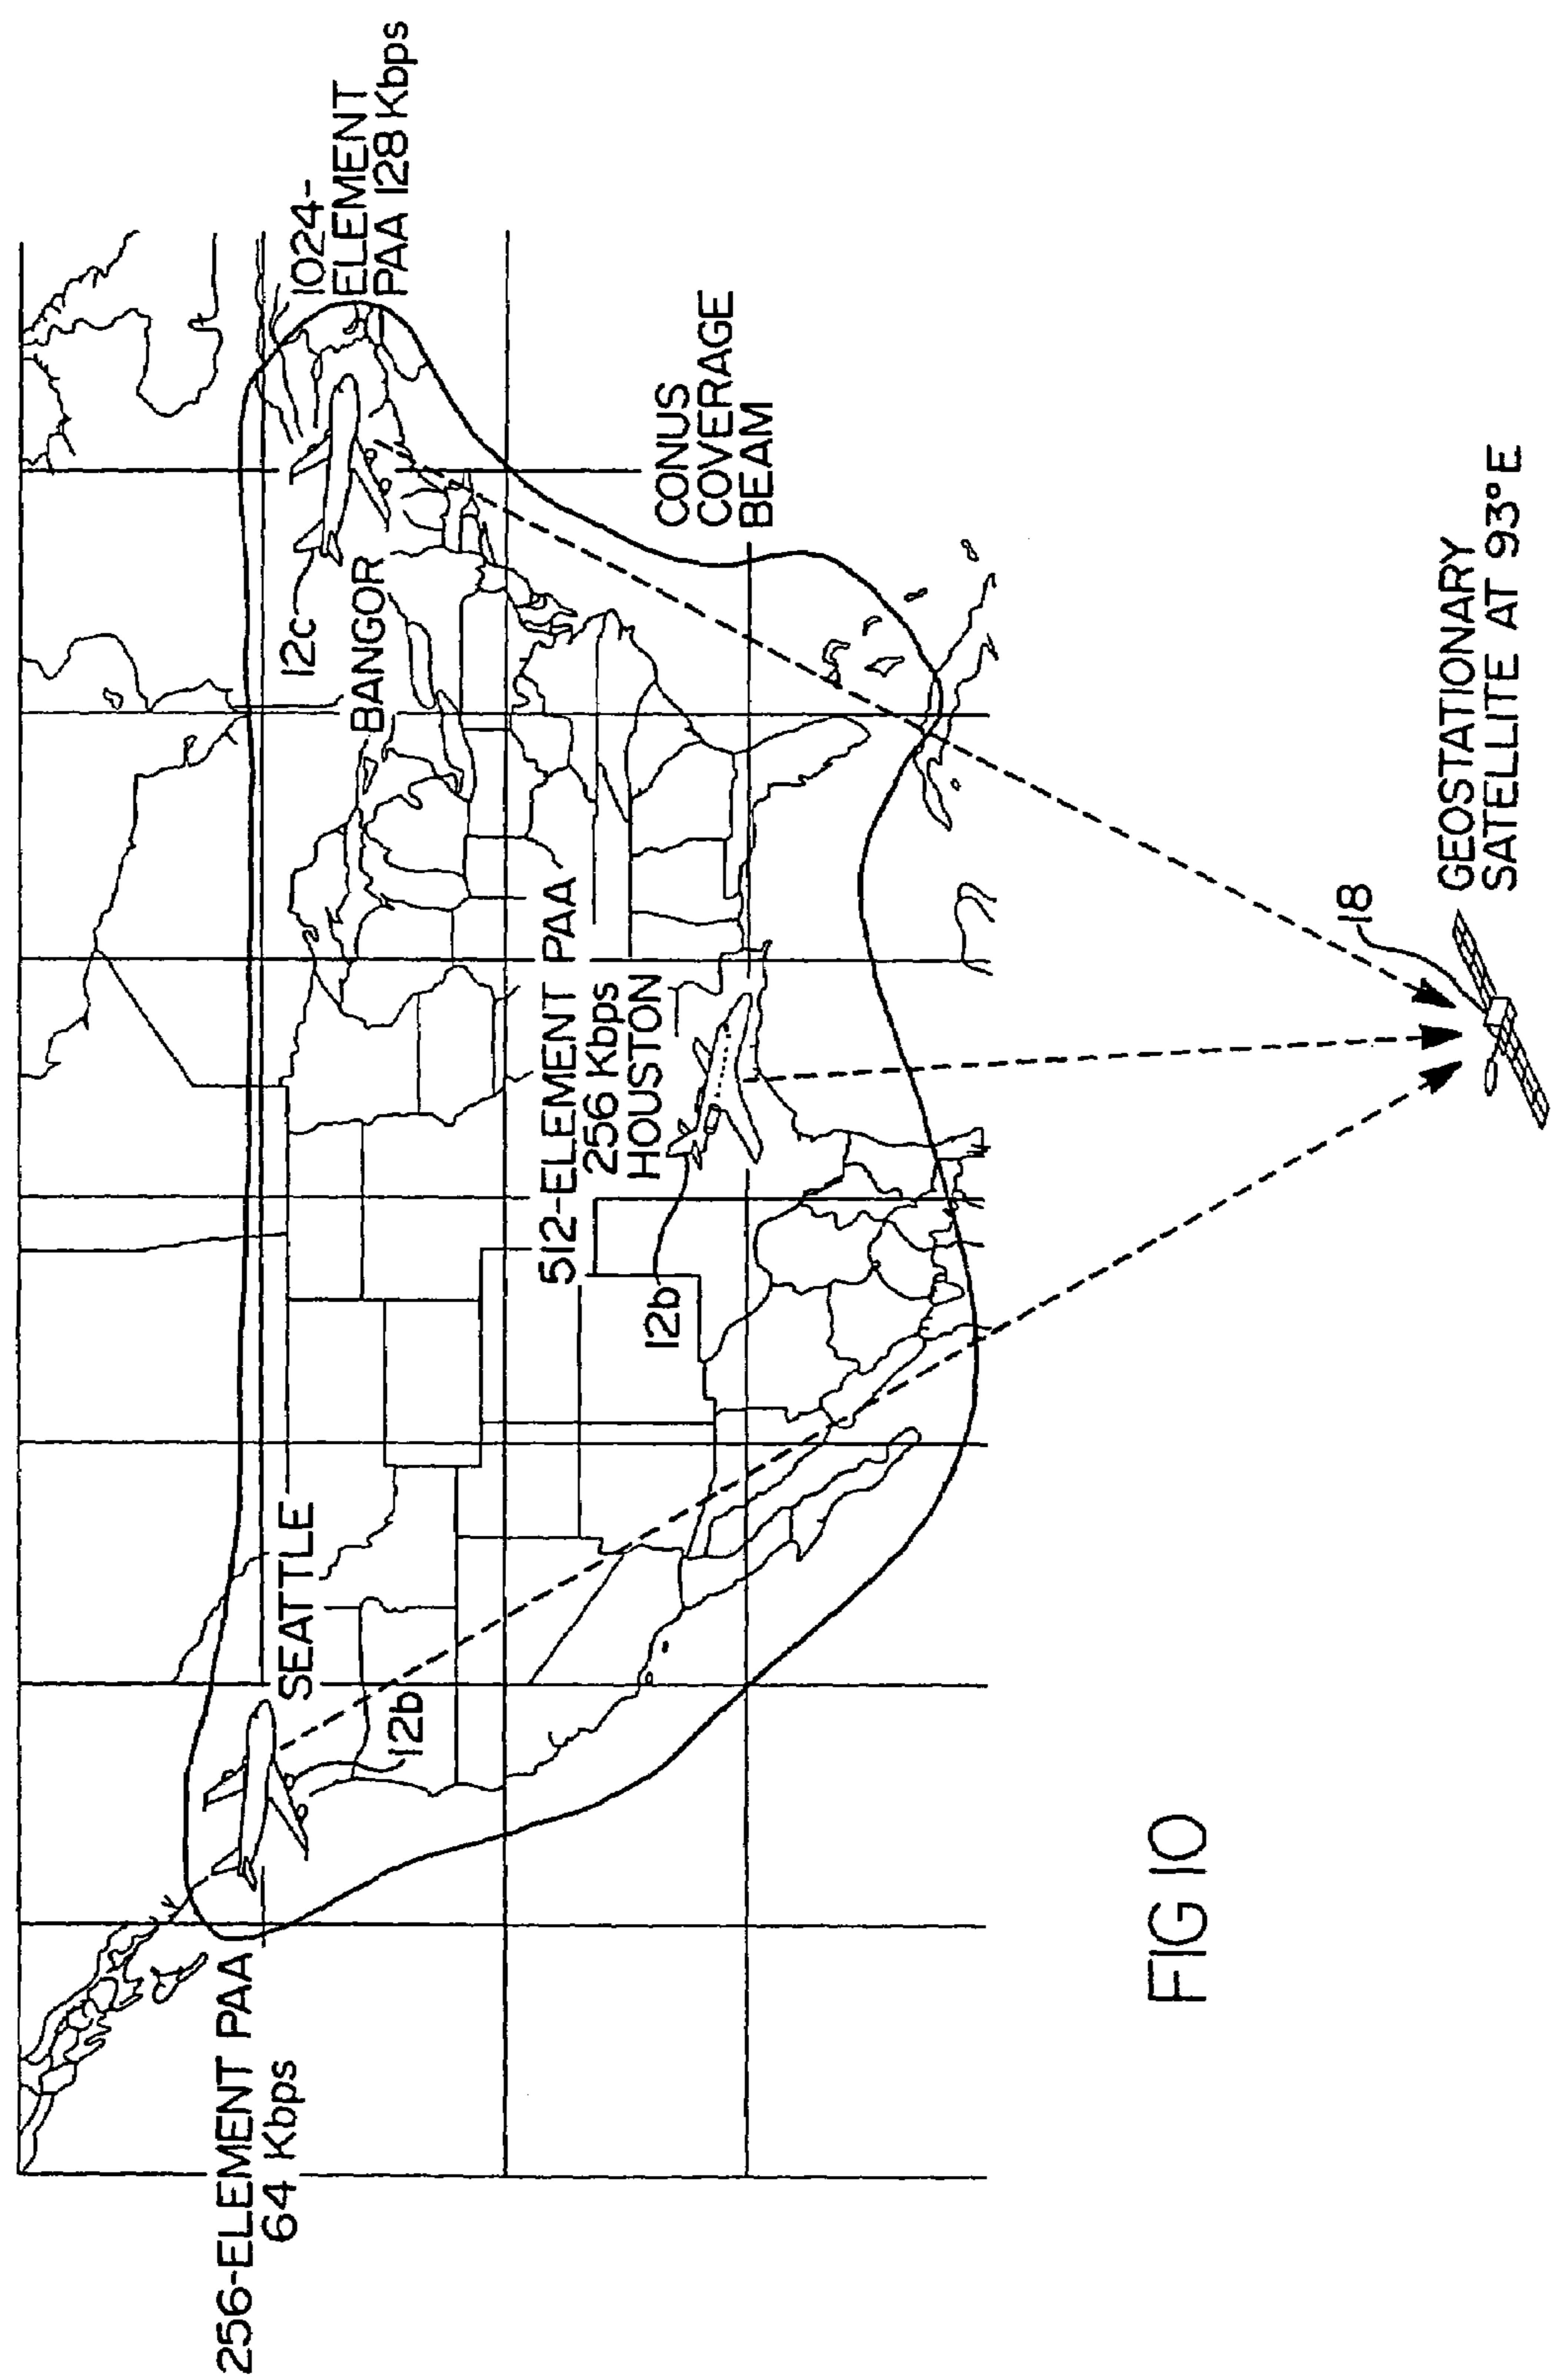 256-ELEMENT PAA
64 Kbps
SEATTLE
12b
12c
BANGOR
1024-
ELEMENT
PAA 128 Kbps
512-ELEMENT PAA
256 Kbps
HOUSTON
12b
CONUS
COVERAGE
BEAM
18
GEOSTATIONARY
SATELLITE AT 93°E
FIG 10